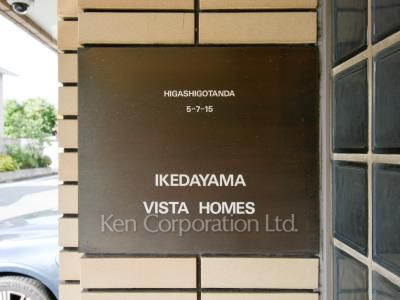 HIGASHIGOTANDA
5-7-15
IKEDAYAMA
VISTA HOMES
Ken Corporation Ltd.